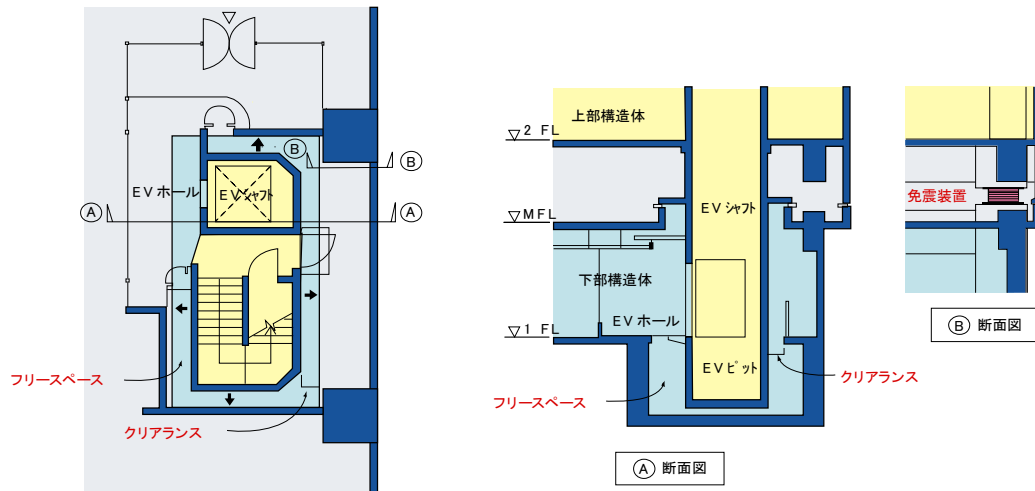 Ⓑ
Ⓑ
EVホール
EVシャフト
Ⓐ
Ⓐ
フリースペース
クリアランス
上部構造体
▽2 FL
EVシャフト
▽MFL
下部構造体
EVホール
▽1 FL
EVピット
フリースペース
クリアランス
Ⓐ 断面図
免震装置
Ⓑ 断面図